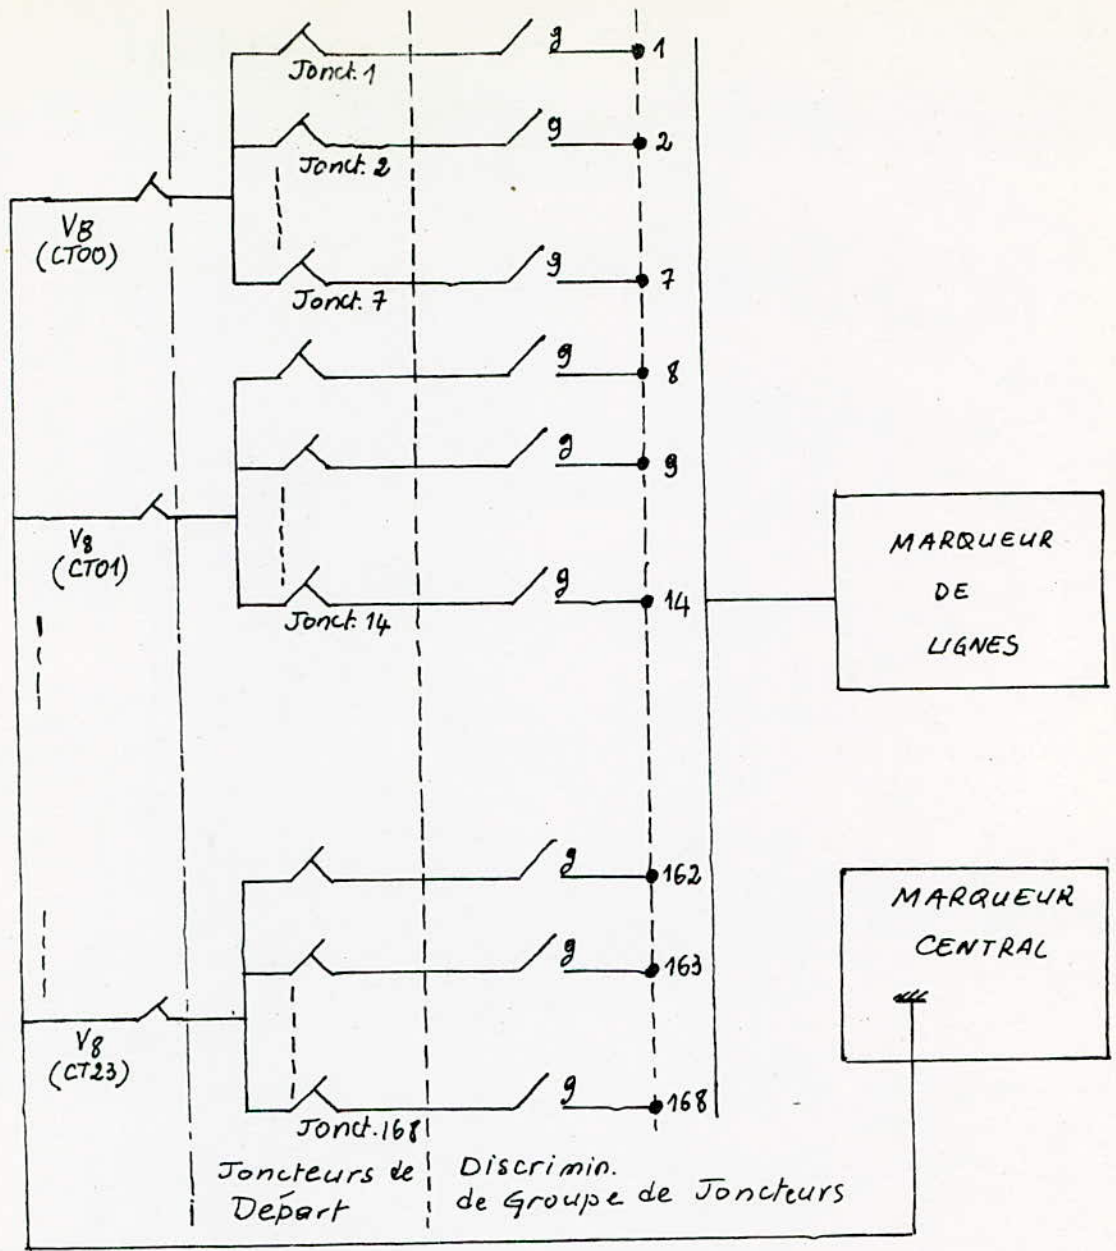 g
1
Jonct. 1
g
2
Jonct. 2
V8
(CT00)
g
7
Jonct. 7
g
8
g
9
V8
(CT01)
g
14
Jonct. 14
MARQUEUR
DE
LIGNES
g
162
g
163
V8
(CT23)
g
168
Jonct. 168
MARQUEUR
CENTRAL
Joncteurs de
Départ
Discrimin.
de Groupe de Joncteurs